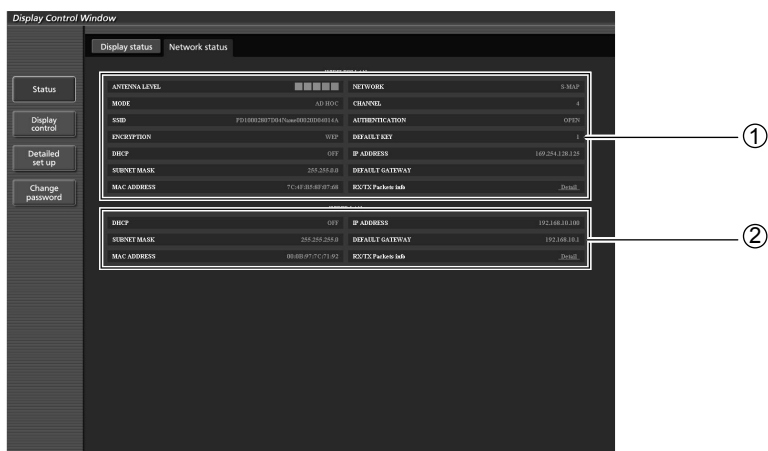 Display Control Window
Display status Network status
Status
Display
control
Detailed
set up
Change
password
ANTENNA LEVEL NETWORK S-MAP
MODE AD HOC CHANNEL 4
SSID AUTHENTICATION OPEN
ENCRYPTION WEP DEFAULT KEY 1
DHCP OFF IP ADDRESS 169.254.128.125
SUBNET MASK 255.255.0.0 DEFAULT GATEWAY
MAC ADDRESS RX/TX Packets info Detail
①
DHCP OFF IP ADDRESS 192.168.10.100
SUBNET MASK 255.255.255.0 DEFAULT GATEWAY 192.168.10.1
MAC ADDRESS RX/TX Packets info Detail
②